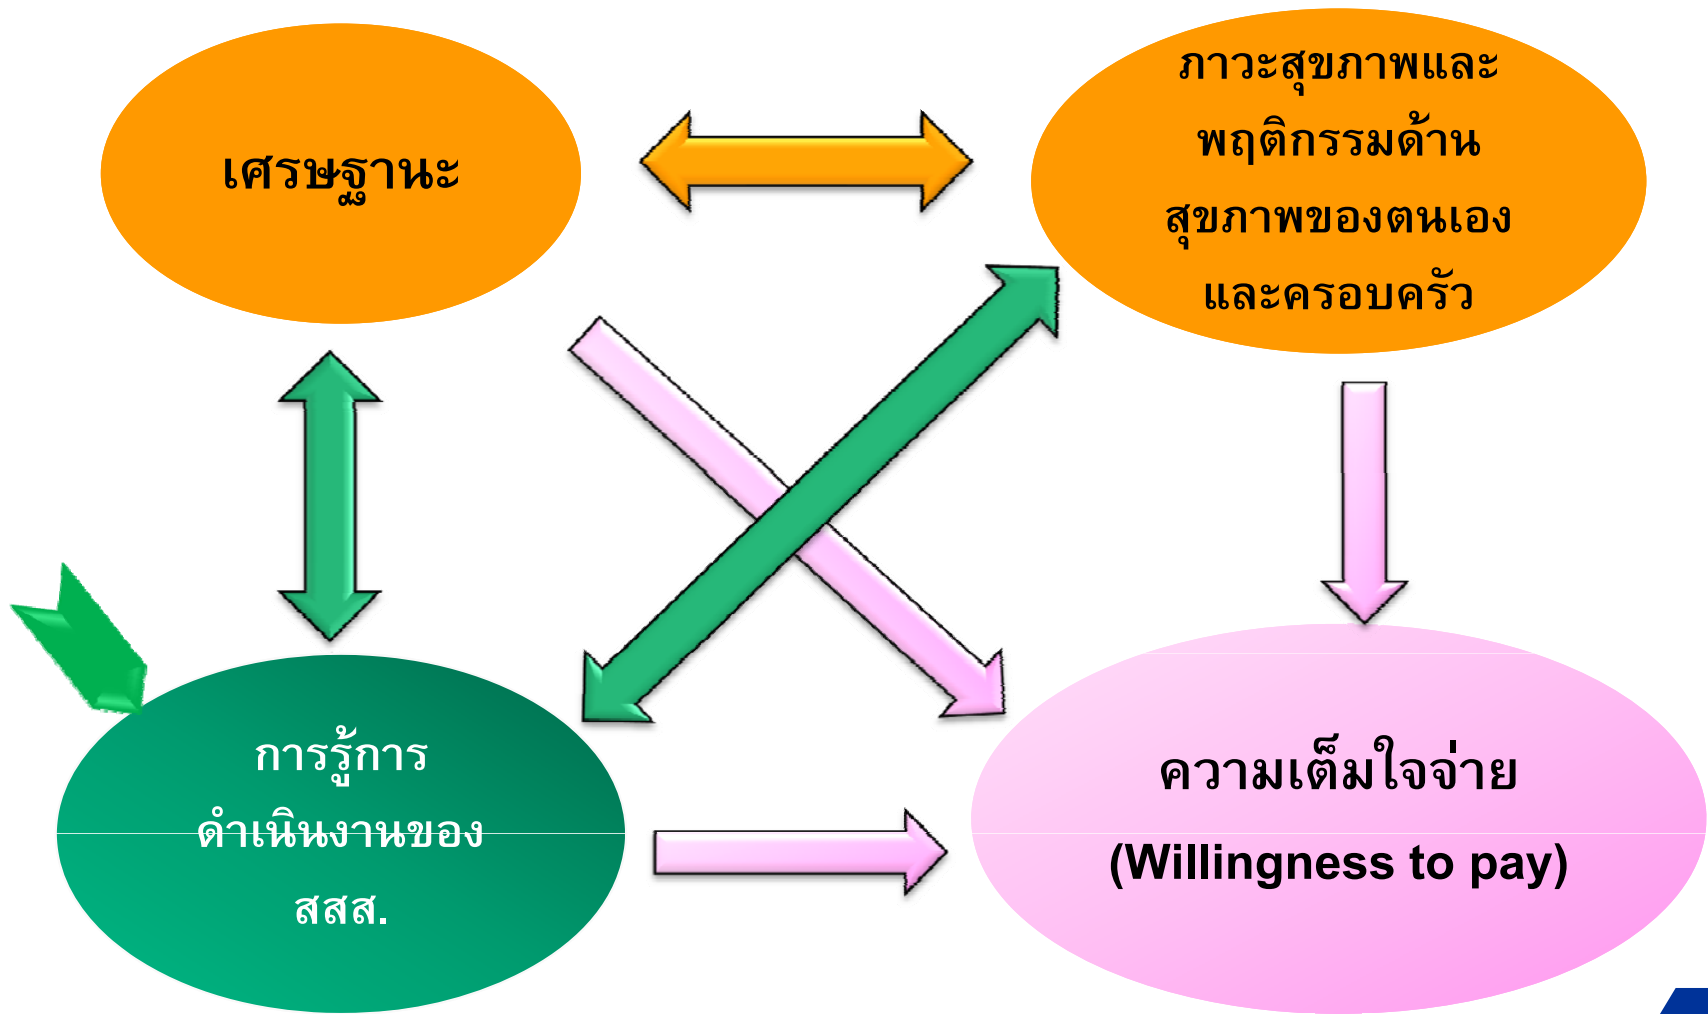 เศรษฐานะ
ภาวะสุขภาพและ
พฤติกรรมด้าน
สุขภาพของตนเอง
และครอบครัว
การรู้การ
ดำเนินงานของ
สสส.
ความเต็มใจจ่าย
(Willingness to pay)